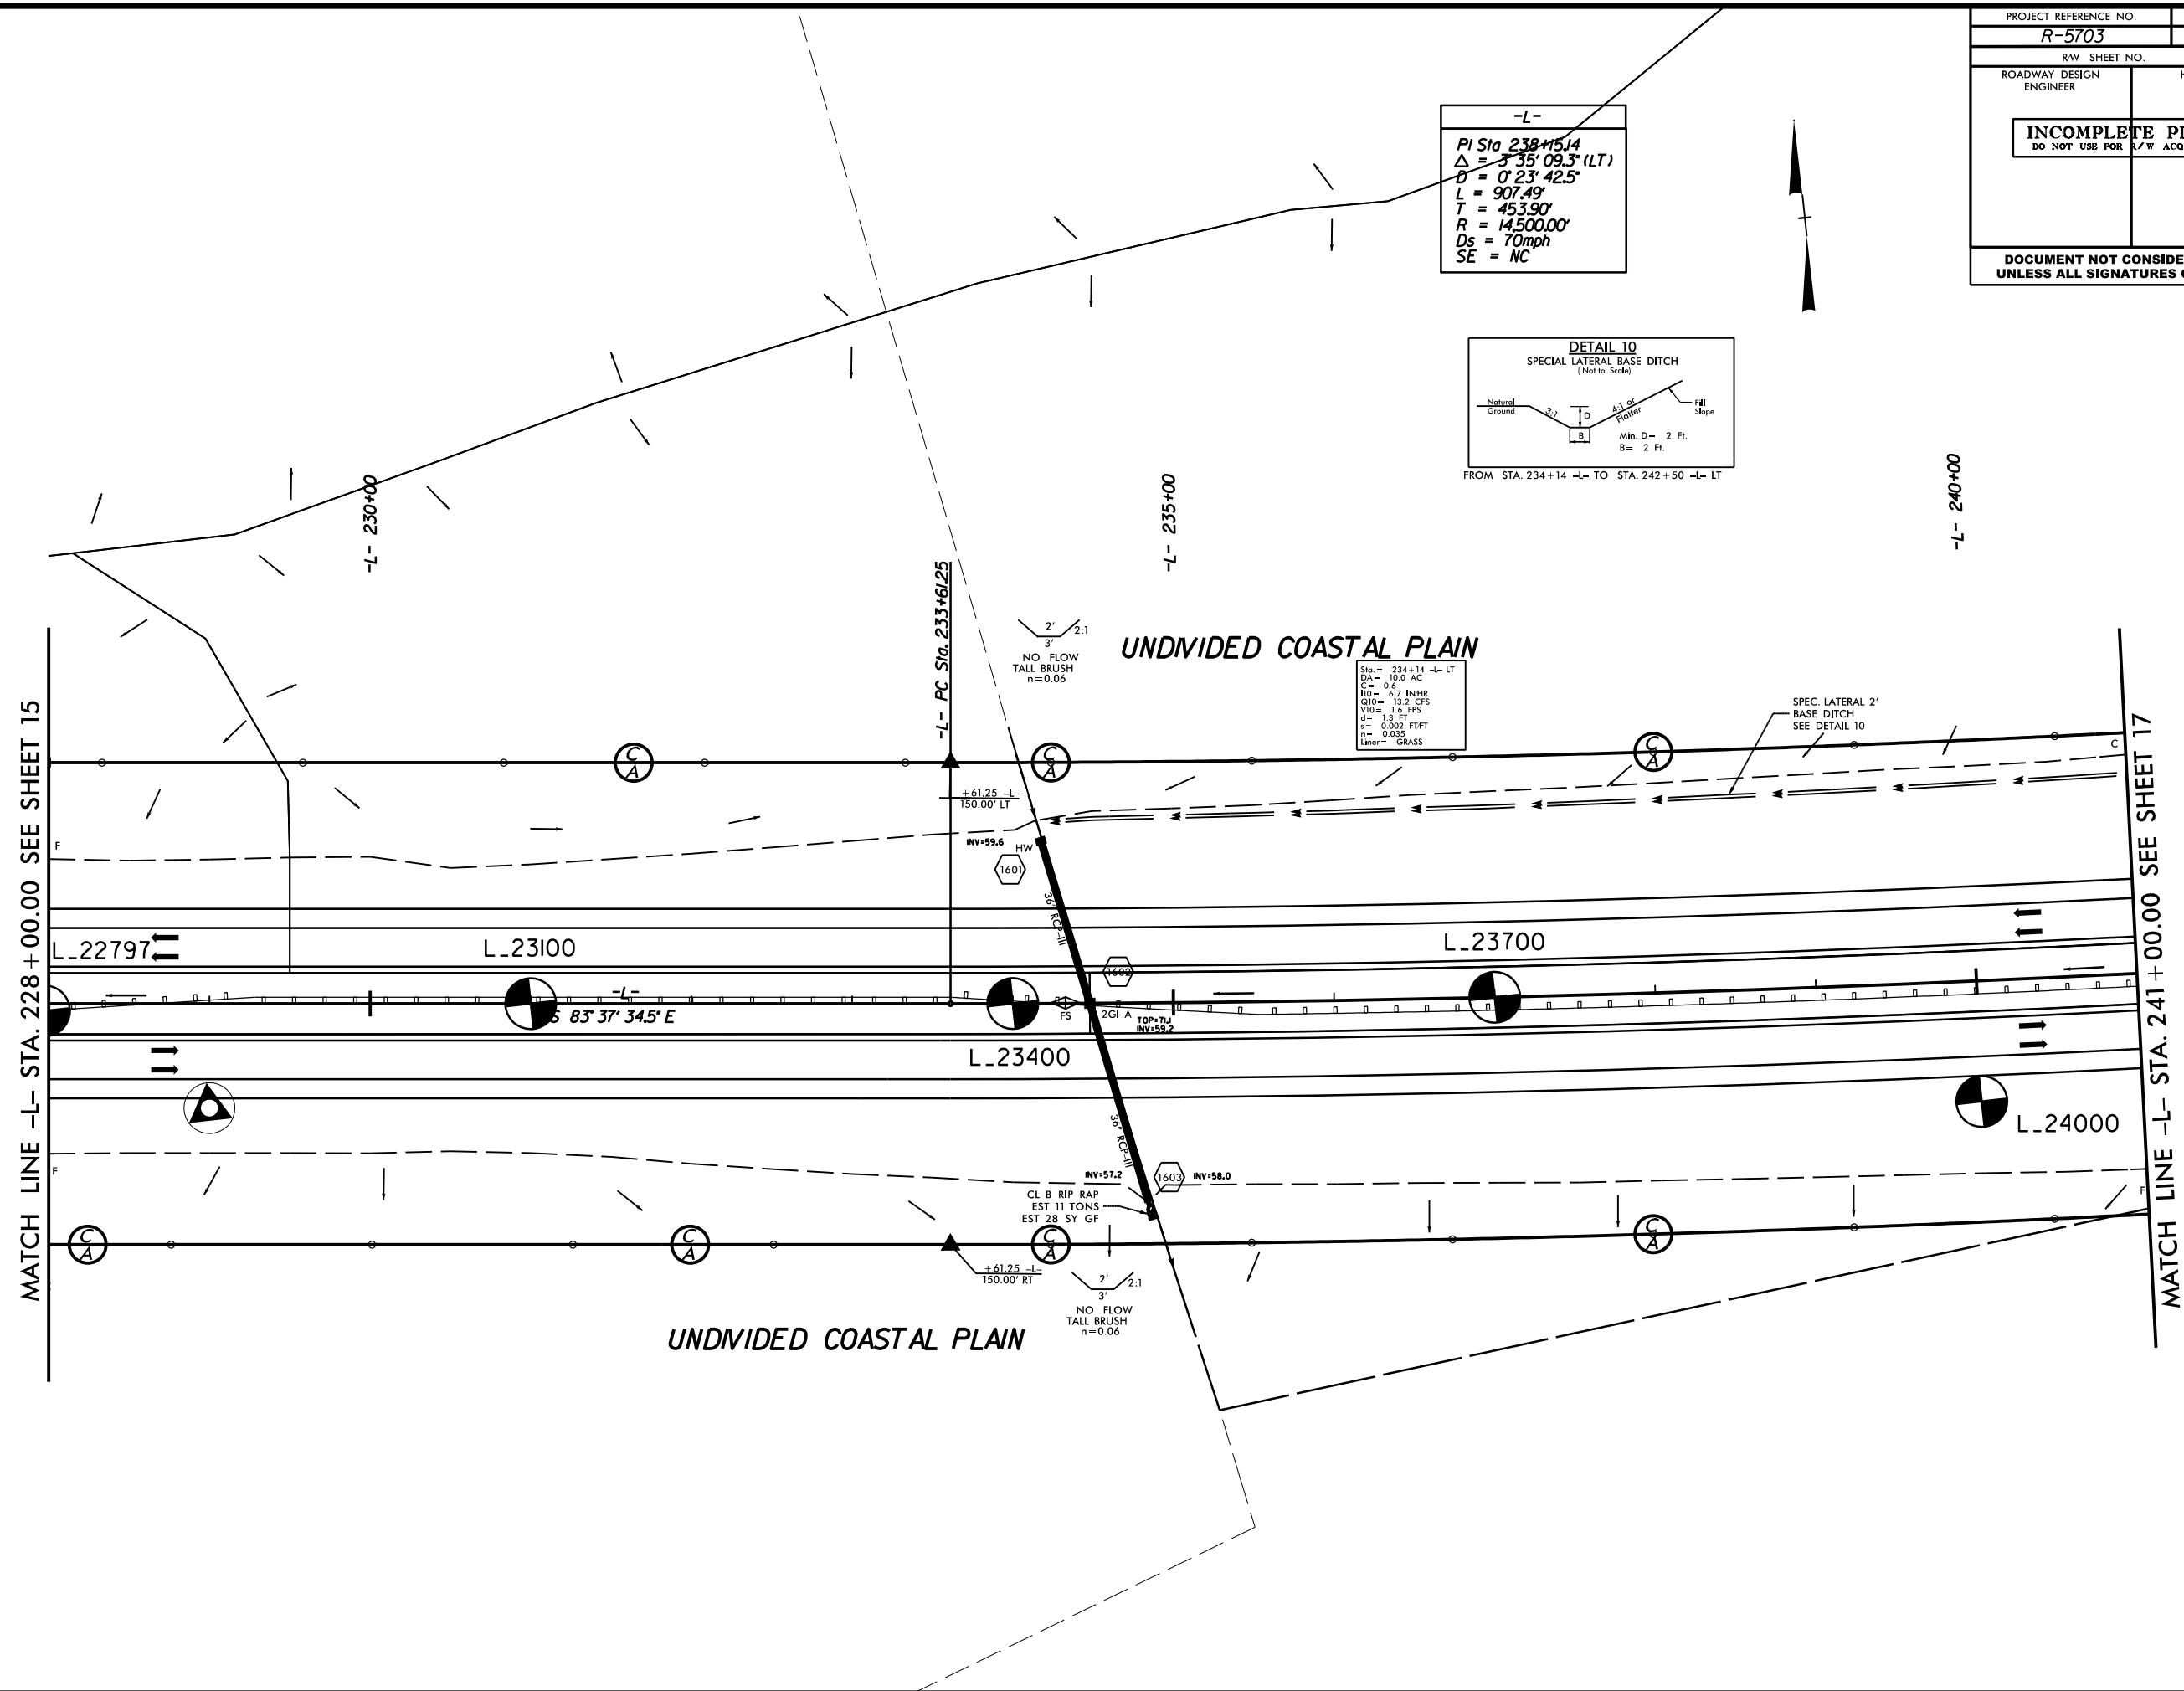 PROJECT REFERENCE NO.
R-5703
R/W SHEET NO.
ROADWAY DESIGN
ENGINEER
INCOMPLETE
DO NOT USE FOR R/W
DOCUMENT NOT
UNLESS ALL SIGNATURES
-L-
PI Sta 238+15.14
Δ = 3° 35' 09.3" (LT)
D = 0° 23' 42.5"
L = 907.49'
T = 453.90'
R = 14,500.00'
Ds = 70mph
SE = NC
DETAIL 10
SPECIAL LATERAL BASE DITCH
( Not to Scale)
Natural
Ground
3:1
D
4:1 or
Flatter
Fill
Slope
B
Min. D= 2 Ft.
B= 2 Ft.
FROM STA. 234+14 -L- TO STA. 242+50 -L- LT
-L- 230+00
-L- 235+00
-L- 240+00
-L- PC Sta. 233+61.25
2'
2:1
3'
NO FLOW
TALL BRUSH
n=0.06
UNDIVIDED COASTAL PLAIN
Sta.= 234+14 -L- LT
DA= 10.0 AC
C= 0.6
I10= 6.7 IN/HR
Q10= 13.2 CFS
V10= 1.6 FPS
d= 1.3 FT
s= 0.002 FT/FT
n= 0.035
Liner= GRASS
SPEC. LATERAL 2'
BASE DITCH
SEE DETAIL 10
MATCH LINE -L- STA. 228+00.00 SEE SHEET 15
MATCH LINE -L- STA. 241+00.00 SEE SHEET 17
C
A
C
A
C
A
C
+61.25 -L-
150.00' LT
F
INV=59.6
HW
1601
36" RCP-III
L_22797
L_23100
L_23700
1602
-L-
S 83° 37' 34.5" E
FS
2GI-A
TOP=71.1
INV=59.2
L_23400
L_24000
36" RCP-III
F
INV=57.2
1603
INV=58.0
CL B RIP RAP
EST 11 TONS
EST 28 SY GF
F
C
A
C
A
C
A
C
A
+61.25 -L-
150.00' RT
2'
2:1
3'
NO FLOW
TALL BRUSH
n=0.06
UNDIVIDED COASTAL PLAIN